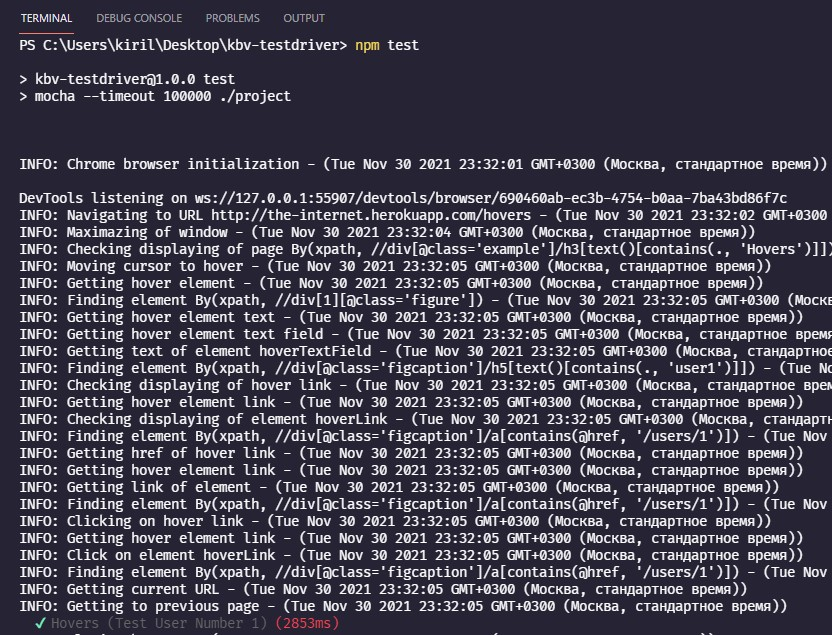 TERMINAL DEBUG CONSOLE PROBLEMS OUTPUT
PS C:\Users\kiril\Desktop\kbv-testdriver> npm test
> kbv-testdriver@1.0.0 test
> mocha --timeout 100000 ./project
INFO: Chrome browser initialization - (Tue Nov 30 2021 23:32:01 GMT+0300 (Москва, стандартное время))
DevTools listening on ws://127.0.0.1:55907/devtools/browser/690460ab-ec3b-4754-b0aa-7ba43bd86f7c
INFO: Navigating to URL http://the-internet.herokuapp.com/hovers - (Tue Nov 30 2021 23:32:02 GMT+0300
INFO: Maximazing of window - (Tue Nov 30 2021 23:32:04 GMT+0300 (Москва, стандартное время))
INFO: Checking displaying of page By(xpath, //div[@class='example']/h3[text()[contains(., 'Hovers')]])
INFO: Moving cursor to hover - (Tue Nov 30 2021 23:32:05 GMT+0300 (Москва, стандартное время))
INFO: Getting hover element - (Tue Nov 30 2021 23:32:05 GMT+0300 (Москва, стандартное время))
INFO: Finding element By(xpath, //div[1][@class='figure']) - (Tue Nov 30 2021 23:32:05 GMT+0300 (Моск
INFO: Getting hover element text - (Tue Nov 30 2021 23:32:05 GMT+0300 (Москва, стандартное время))
INFO: Getting hover element text field - (Tue Nov 30 2021 23:32:05 GMT+0300 (Москва, стандартное врем
INFO: Getting text of element hoverTextField - (Tue Nov 30 2021 23:32:05 GMT+0300 (Москва, стандартно
INFO: Finding element By(xpath, //div[@class='figcaption']/h5[text()[contains(., 'user1')]]) - (Tue No
INFO: Checking displaying of hover link - (Tue Nov 30 2021 23:32:05 GMT+0300 (Москва, стандартное врем
INFO: Getting hover element link - (Tue Nov 30 2021 23:32:05 GMT+0300 (Москва, стандартное время))
INFO: Checking displaying of element hoverLink - (Tue Nov 30 2021 23:32:05 GMT+0300 (Москва, стандартн
INFO: Finding element By(xpath, //div[@class='figcaption']/a[contains(@href, '/users/1')]) - (Tue Nov
INFO: Getting href of hover link - (Tue Nov 30 2021 23:32:05 GMT+0300 (Москва, стандартное время))
INFO: Getting hover element link - (Tue Nov 30 2021 23:32:05 GMT+0300 (Москва, стандартное время))
INFO: Getting link of element - (Tue Nov 30 2021 23:32:05 GMT+0300 (Москва, стандартное время))
INFO: Finding element By(xpath, //div[@class='figcaption']/a[contains(@href, '/users/1')]) - (Tue Nov
INFO: Clicking on hover link - (Tue Nov 30 2021 23:32:05 GMT+0300 (Москва, стандартное время))
INFO: Getting hover element link - (Tue Nov 30 2021 23:32:05 GMT+0300 (Москва, стандартное время))
INFO: Click on element hoverLink - (Tue Nov 30 2021 23:32:05 GMT+0300 (Москва, стандартное время))
INFO: Finding element By(xpath, //div[@class='figcaption']/a[contains(@href, '/users/1')]) - (Tue Nov
INFO: Getting current URL - (Tue Nov 30 2021 23:32:05 GMT+0300 (Москва, стандартное время))
INFO: Getting to previous page - (Tue Nov 30 2021 23:32:05 GMT+0300 (Москва, стандартное время))
✓ Hovers (Test User Number 1) (2853ms)